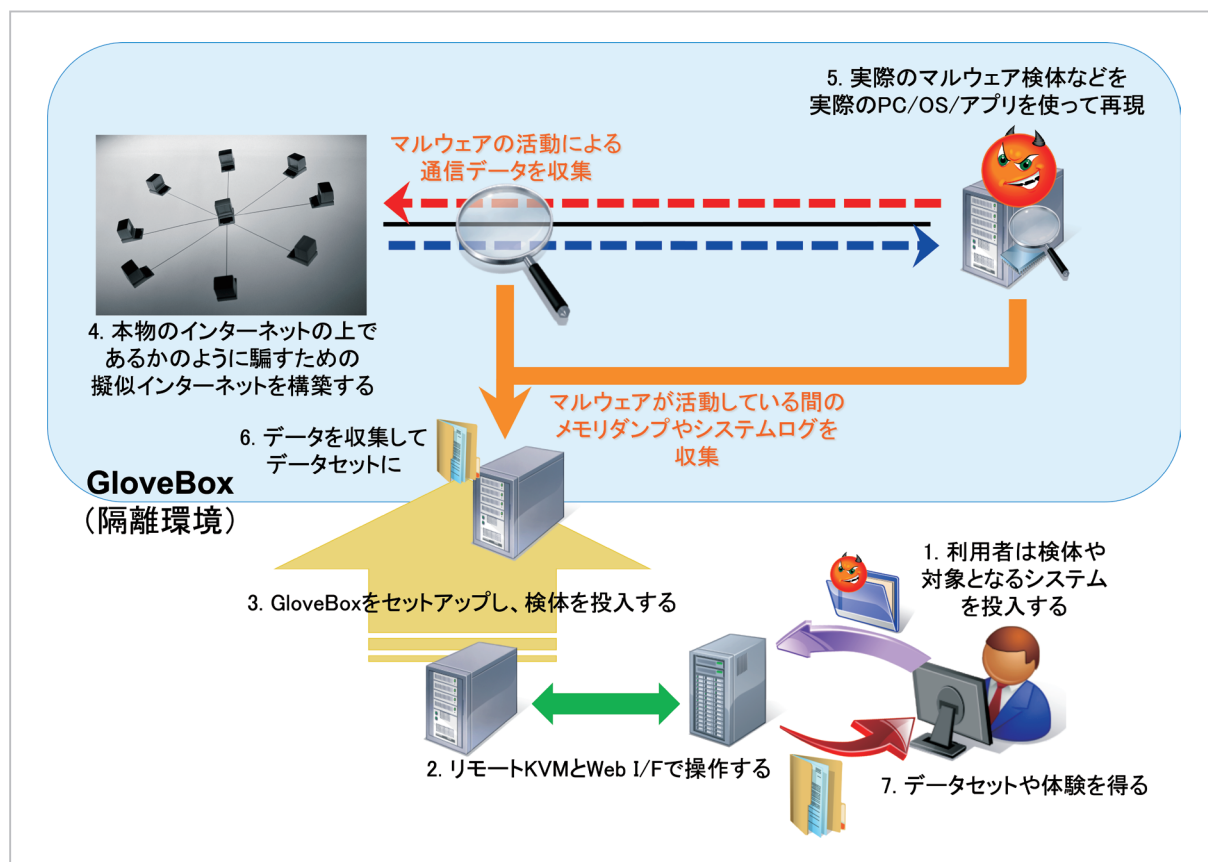 5. 実際のマルウェア検体などを
実際のPC/OS/アプリを使って再現
マルウェアの活動による
通信データを収集
4. 本物のインターネットの上で
あるかのように騙すための
擬似インターネットを構築する
マルウェアが活動している間の
メモリダンプやシステムログを
収集
6. データを収集して
データセットに
GloveBox
（隔離環境）
3. GloveBoxをセットアップし、検体を投入する
1. 利用者は検体や
対象となるシステム
を投入する
2. リモートKVMとWeb I/Fで操作する
7. データセットや体験を得る